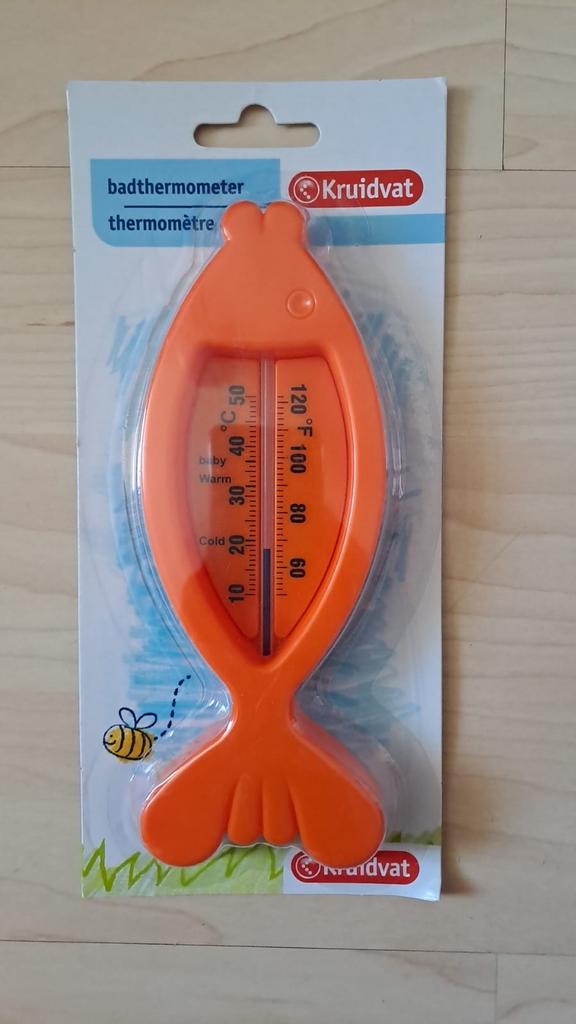 badthermometer
Kruidvat
thermomètre
°C
50
40
30
20
10
baby
Warm
Cold
120
°F
100
80
60
Kruidvat